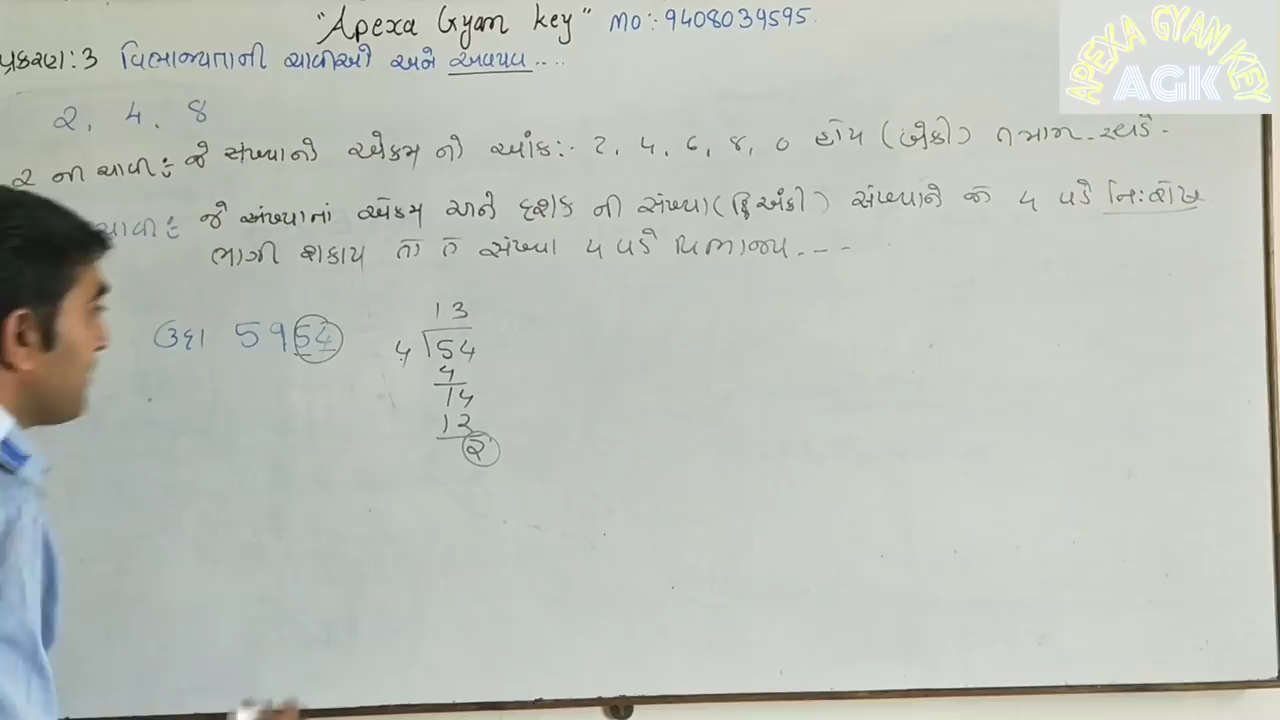 "Apexa Gyan key" mo:-9408039595.
પ્રકરણ:3 વિભાજ્યતાની ચાવીઓ અને અવયવ....
APEXA GYAN KEY
AGK
2, 4, 8
2 ની ચાવી:- જે સંખ્યાનો એકમ નો આંક:- 2, 4, 6, 8, 0 હોય (બેકી)
ચાવી:- જે સંખ્યાનાં એકમ અને દશક ની સંખ્યા (દ્વિઅંકી) સંખ્યાને જો 4 વડે નિ:શેષ
ભાગી શકાય તો તે સંખ્યા 4 વડે વિભાજ્ય.---
ઉદા 5954
13
4 54
4
14
12
2